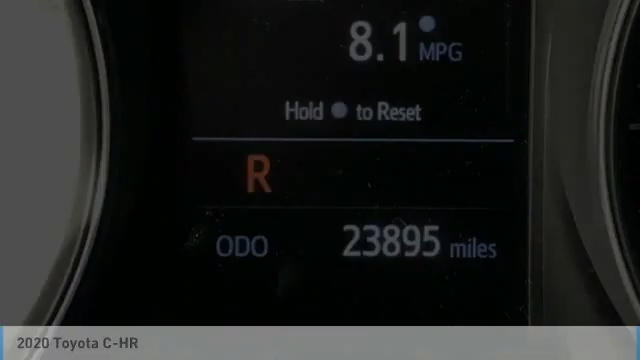 8.1 MPG
Hold to Reset
R
ODO 23895 miles
2020 Toyota C-HR